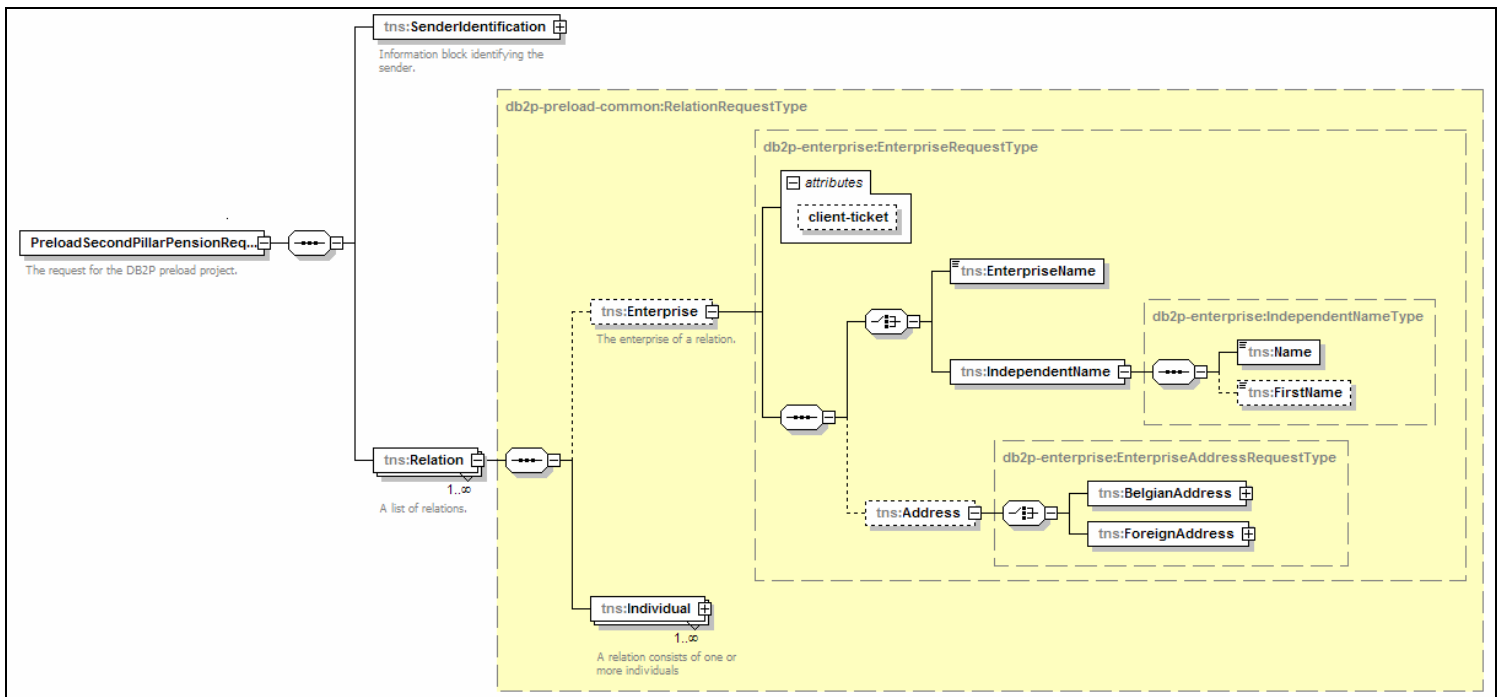 tns:SenderIdentification
Information block identifying the
sender.
db2p-preload-common:RelationRequestType
db2p-enterprise:EnterpriseRequestType
attributes
client-ticket
PreloadSecondPillarPensionReq...
The request for the DB2P preload project.
tns:EnterpriseName
tns:Enterprise
The enterprise of a relation.
db2p-enterprise:IndependentNameType
tns:IndependentName
tns:Name
tns:FirstName
tns:Relation
1..∞
A list of relations.
db2p-enterprise:EnterpriseAddressRequestType
tns:Address
tns:BelgianAddress
tns:ForeignAddress
tns:Individual
1..∞
A relation consists of one or
more individuals